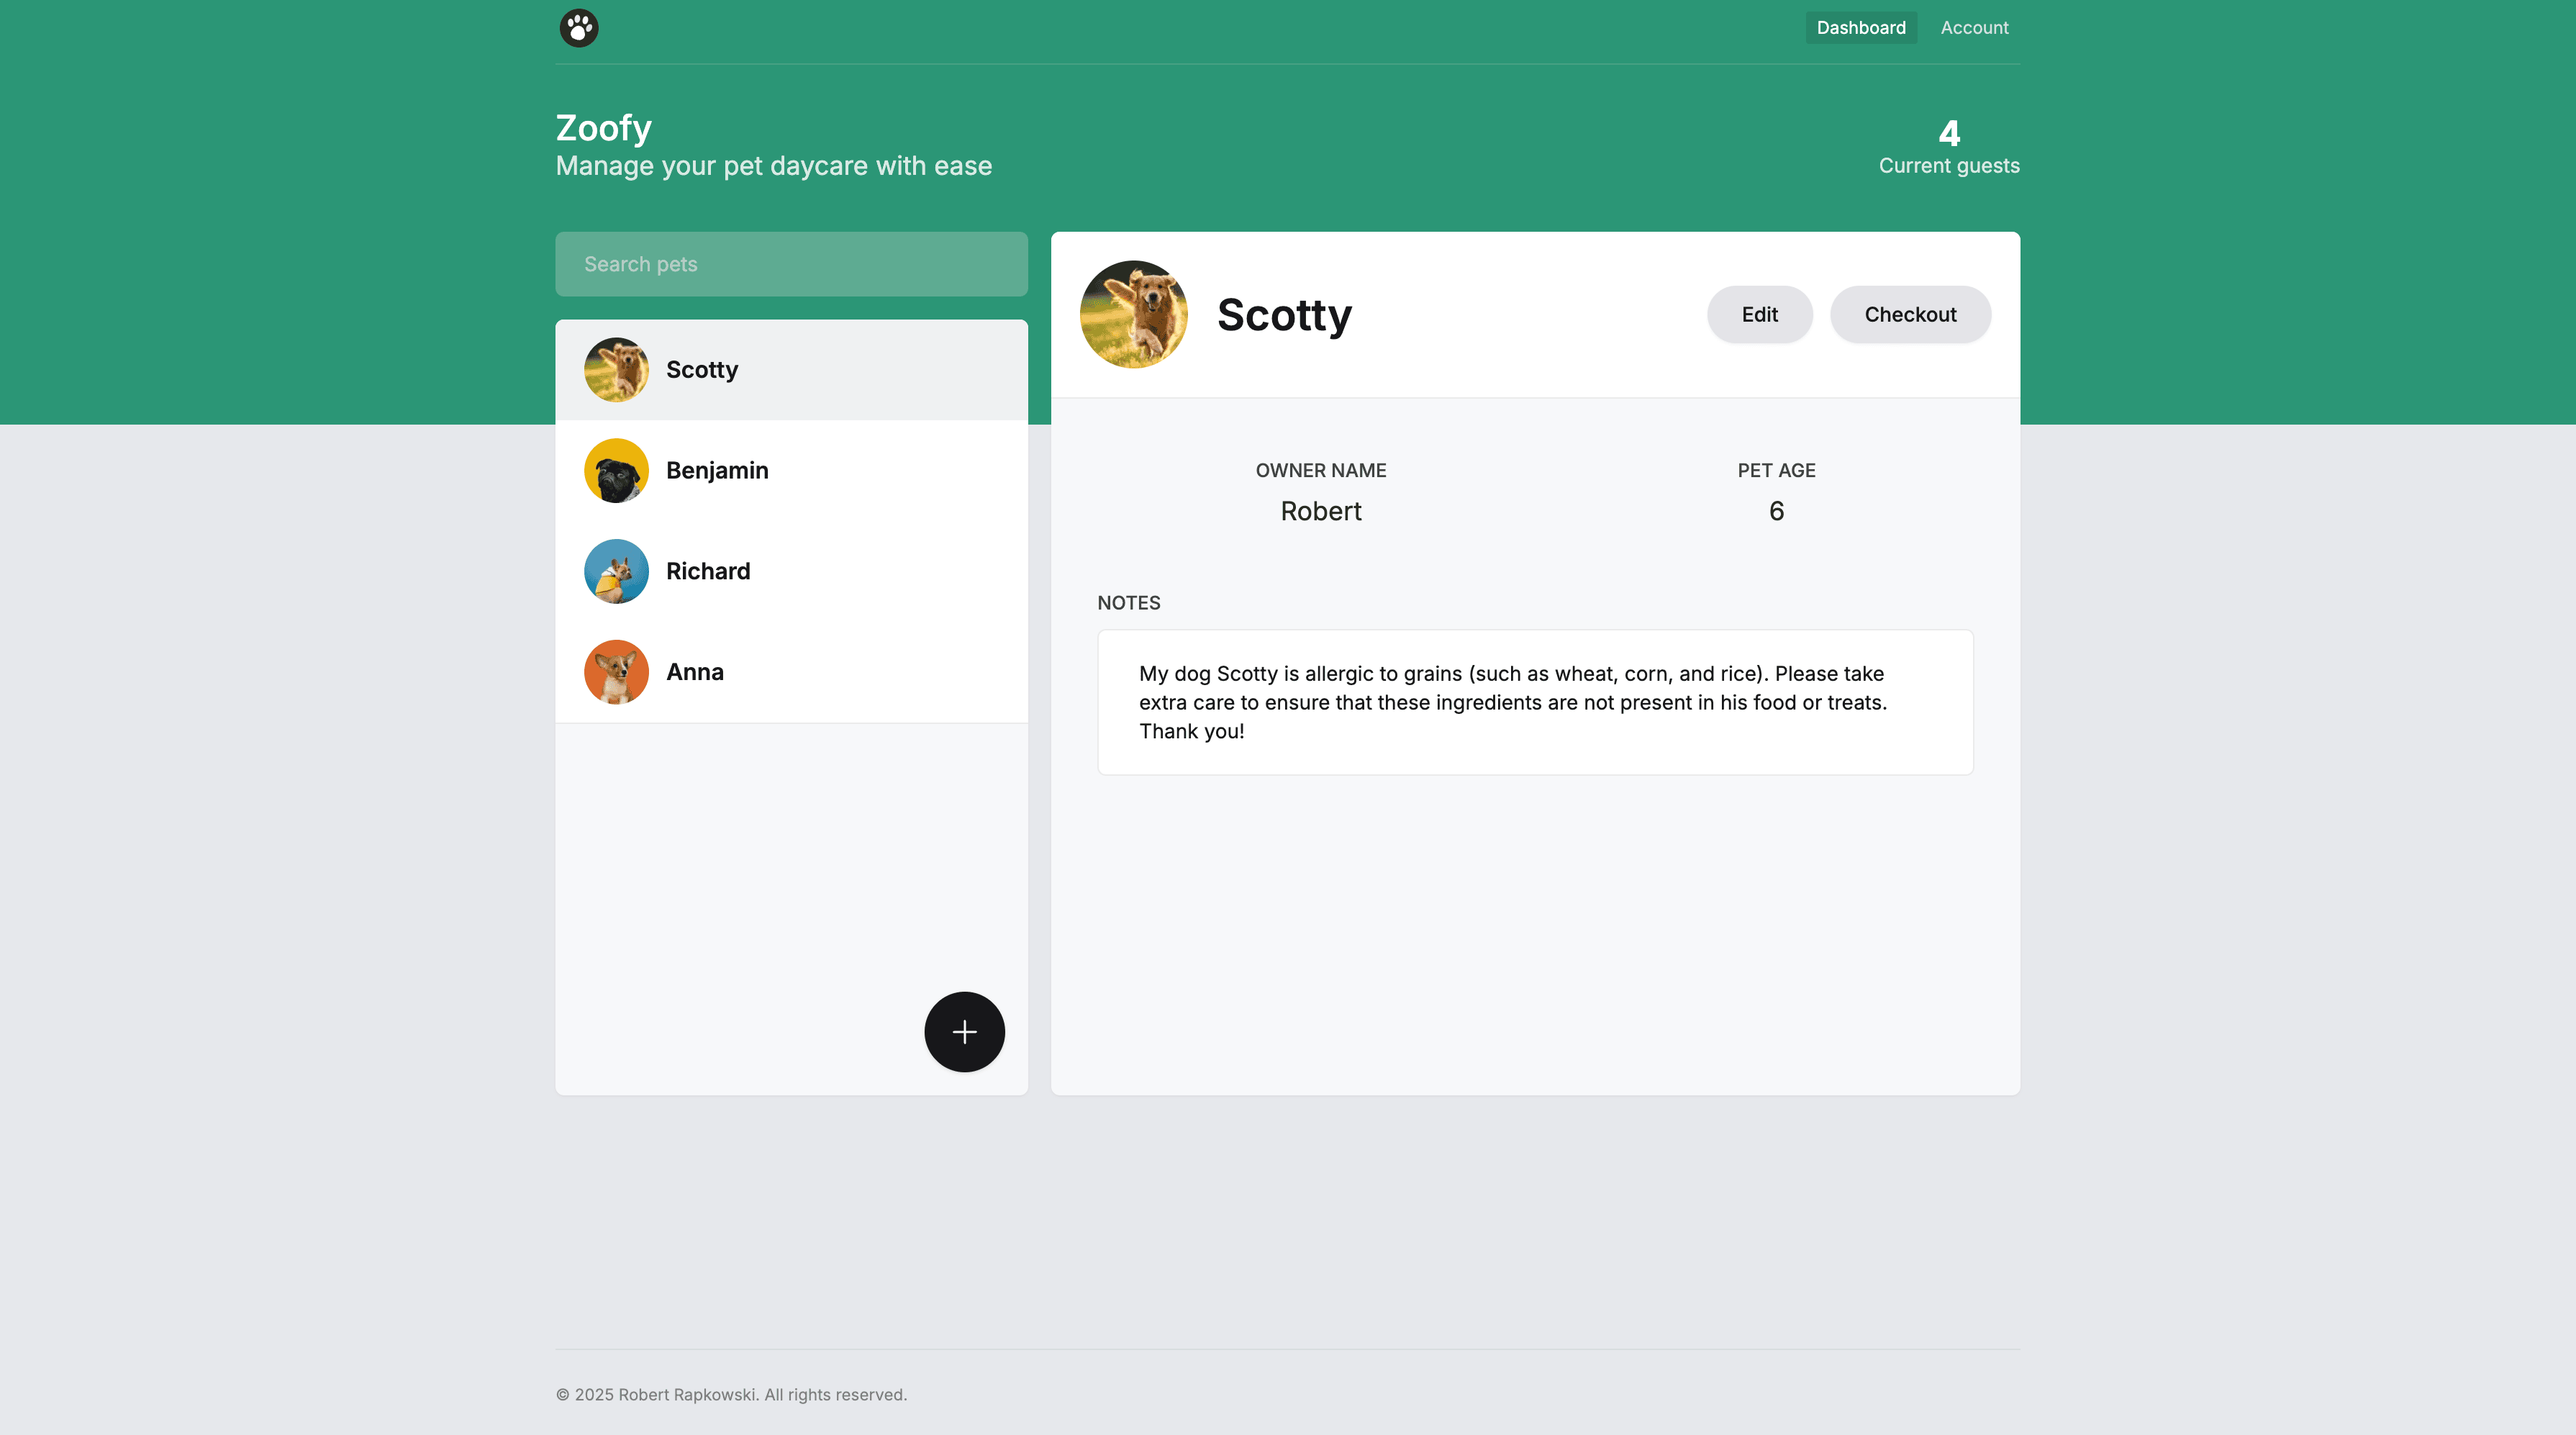 Dashboard
Account
Zoofy
Manage your pet daycare with ease
4
Current guests
Search pets
Scotty
Benjamin
Richard
Anna
Scotty
Edit
Checkout
OWNER NAME
Robert
PET AGE
6
NOTES
My dog Scotty is allergic to grains (such as wheat, corn, and rice). Please take
extra care to ensure that these ingredients are not present in his food or treats.
Thank you!
© 2025 Robert Rapkowski. All rights reserved.